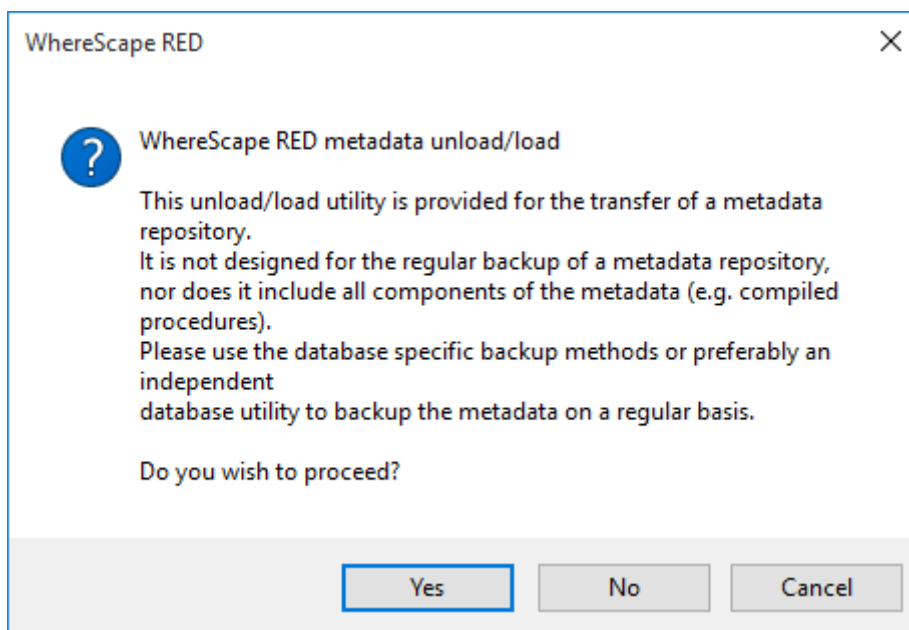 WhereScape RED
WhereScape RED metadata unload/load
This unload/load utility is provided for the transfer of a metadata
repository.
It is not designed for the regular backup of a metadata repository,
nor does it include all components of the metadata (e.g. compiled
procedures).
Please use the database specific backup methods or preferably an
independent
database utility to backup the metadata on a regular basis.
Do you wish to proceed?
Yes No Cancel